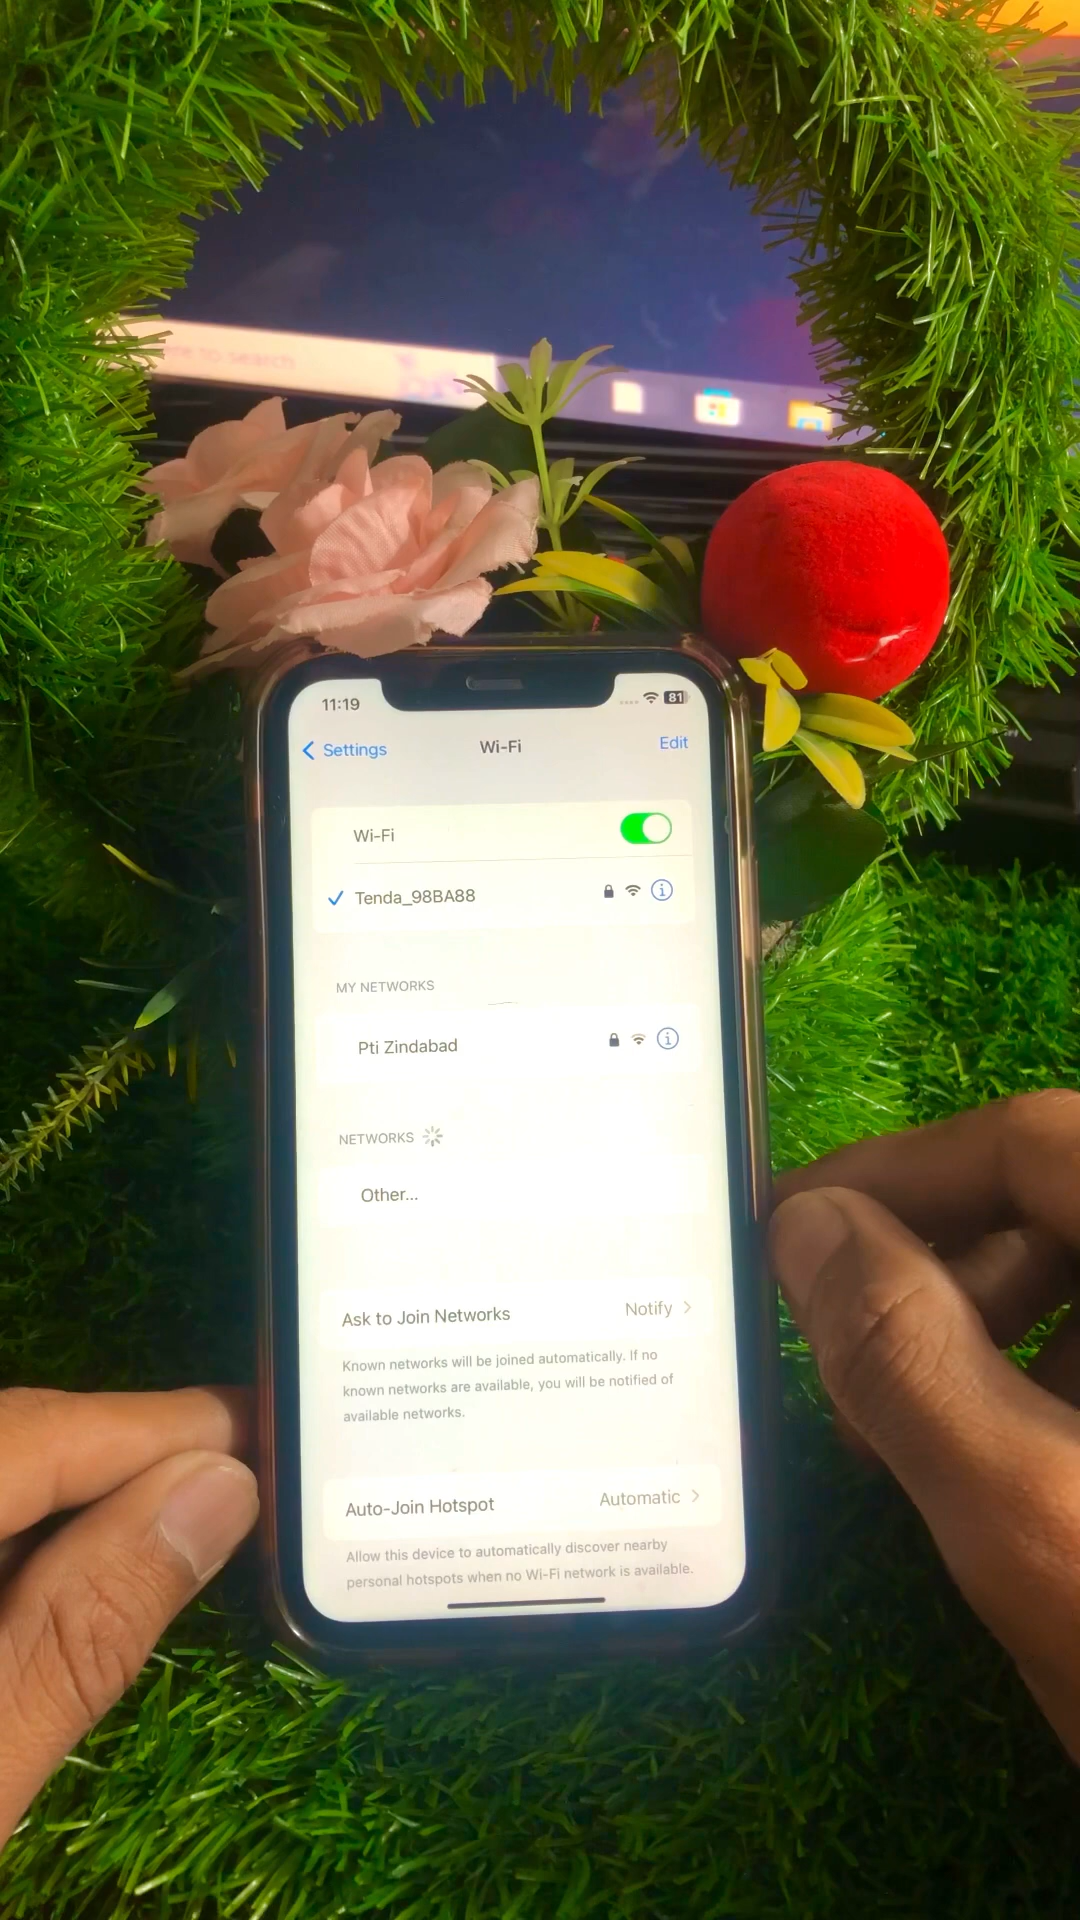 to search
11:19
81
Settings
Wi-Fi
Edit
Wi-Fi
Tenda_98BA88
MY NETWORKS
Pti Zindabad
NETWORKS
Other...
Ask to Join Networks
Notify
Known networks will be joined automatically. If no
known networks are available, you will be notified of
available networks.
Auto-Join Hotspot
Automatic
Allow this device to automatically discover nearby
personal hotspots when no Wi-Fi network is available.